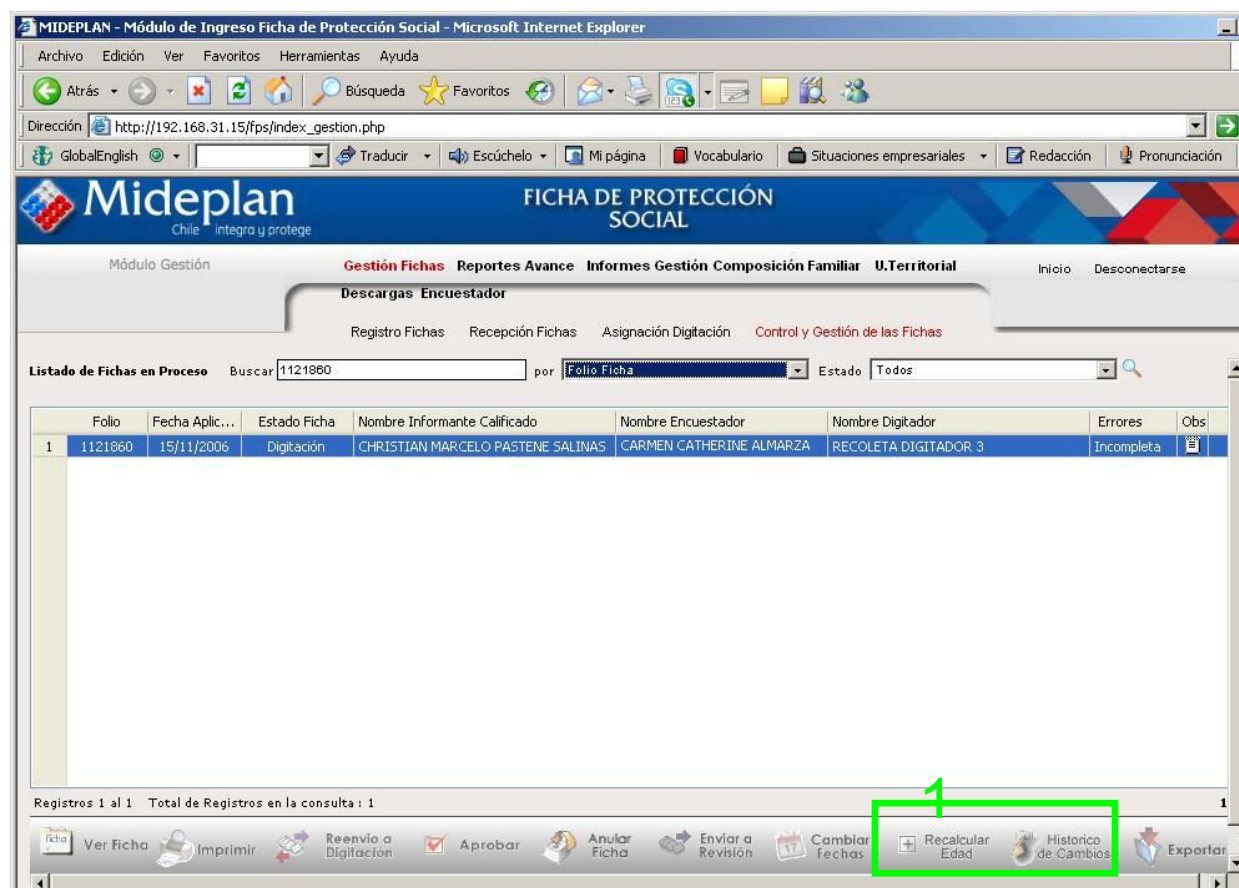 MIDEPLAN - Módulo de Ingreso Ficha de Protección Social - Microsoft Internet Explorer
Archivo Edición Ver Favoritos Herramientas Ayuda
Atrás Búsqueda Favoritos
Dirección http://192.168.31.15/fps/index_gestion.php
GlobalEnglish Traducir Escúchelo Mi página Vocabulario Situaciones empresariales Redacción Pronunciación
Mideplan
Chile integra y protege
FICHA DE PROTECCIÓN
SOCIAL
Módulo Gestión Gestión Fichas Reportes Avance Informes Gestión Composición Familiar U.Territorial Inicio Desconectarse
Descargas Encuestador
Registro Fichas Recepción Fichas Asignación Digitación Control y Gestión de las Fichas
Listado de Fichas en Proceso Buscar 1121860 por Folio Ficha Estado Todos
Folio Fecha Aplic... Estado Ficha Nombre Informante Calificado Nombre Encuestador Nombre Digitador Errores Obs
1 1121860 15/11/2006 Digitación CHRISTIAN MARCELO PASTENE SALINAS CARMEN CATHERINE ALMARZA RECOLETA DIGITADOR 3 Incompleta
1
Registros 1 al 1 Total de Registros en la consulta : 1 1
ficha Ver Ficha Imprimir Reenvio a Digitación Aprobar Anular Ficha Enviar a Revisión 17 Cambiar Fechas Recalcular Edad Historico de Cambios Exportar